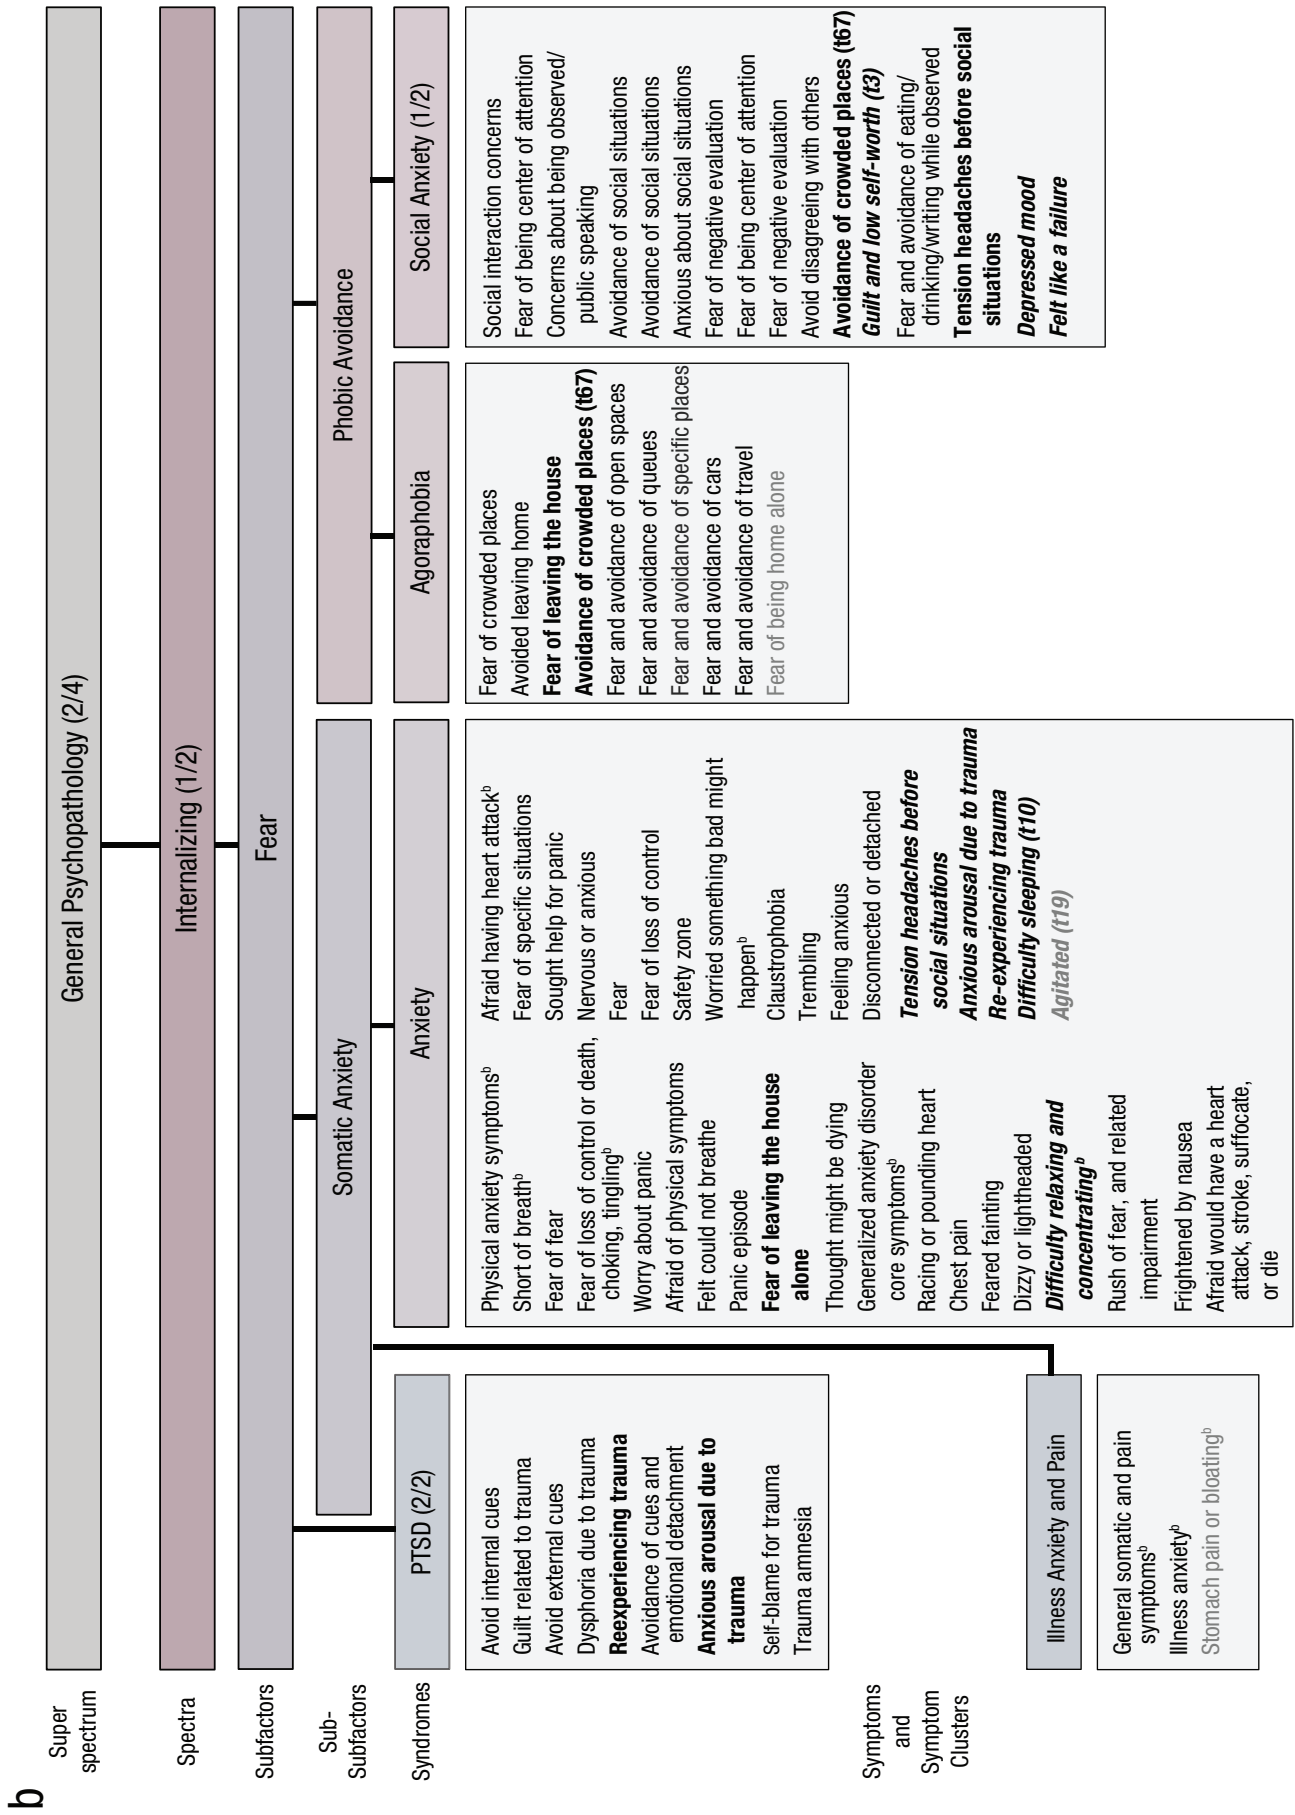 b
Super
spectrum
General Psychopathology (2/4)
Spectra
Internalizing (1/2)
Subfactors
Fear
Sub-
Subfactors
Somatic Anxiety
Phobic Avoidance
Syndromes
PTSD (2/2)
Anxiety
Agoraphobia
Social Anxiety (1/2)
Symptoms
and
Symptom
Clusters
Avoid internal cues
Guilt related to trauma
Avoid external cues
Dysphoria due to trauma
Reexperiencing trauma
Avoidance of cues and
emotional detachment
Anxious arousal due to
trauma
Self-blame for trauma
Trauma amnesia
Illness Anxiety and Pain
General somatic and pain
symptomsᵇ
Illness anxietyᵇ
Stomach pain or bloatingᵇ
Physical anxiety symptomsᵇ
Short of breathᵇ
Fear of fear
Fear of loss of control or death,
choking, tinglingᵇ
Worry about panic
Afraid of physical symptoms
Felt could not breathe
Panic episode
Fear of leaving the house
alone
Thought might be dying
Generalized anxiety disorder
core symptomsᵇ
Racing or pounding heart
Chest pain
Feared fainting
Dizzy or lightheaded
Difficulty relaxing and
concentratingᵇ
Rush of fear, and related
impairment
Frightened by nausea
Afraid would have a heart
attack, stroke, suffocate,
or die
Afraid having heart attackᵇ
Fear of specific situations
Sought help for panic
Nervous or anxious
Fear
Fear of loss of control
Safety zone
Worried something bad might
happenᵇ
Claustrophobia
Trembling
Feeling anxious
Disconnected or detached
Tension headaches before
social situations
Anxious arousal due to trauma
Re-experiencing trauma
Difficulty sleeping (t10)
Agitated (t19)
Fear of crowded places
Avoided leaving home
Fear of leaving the house
Avoidance of crowded places (t67)
Fear and avoidance of open spaces
Fear and avoidance of queues
Fear and avoidance of specific places
Fear and avoidance of cars
Fear and avoidance of travel
Fear of being home alone
Social interaction concerns
Fear of being center of attention
Concerns about being observed/
public speaking
Avoidance of social situations
Avoidance of social situations
Anxious about social situations
Fear of negative evaluation
Fear of being center of attention
Fear of negative evaluation
Avoid disagreeing with others
Avoidance of crowded places (t67)
Guilt and low self-worth (t3)
Fear and avoidance of eating/
drinking/writing while observed
Tension headaches before social
situations
Depressed mood
Felt like a failure